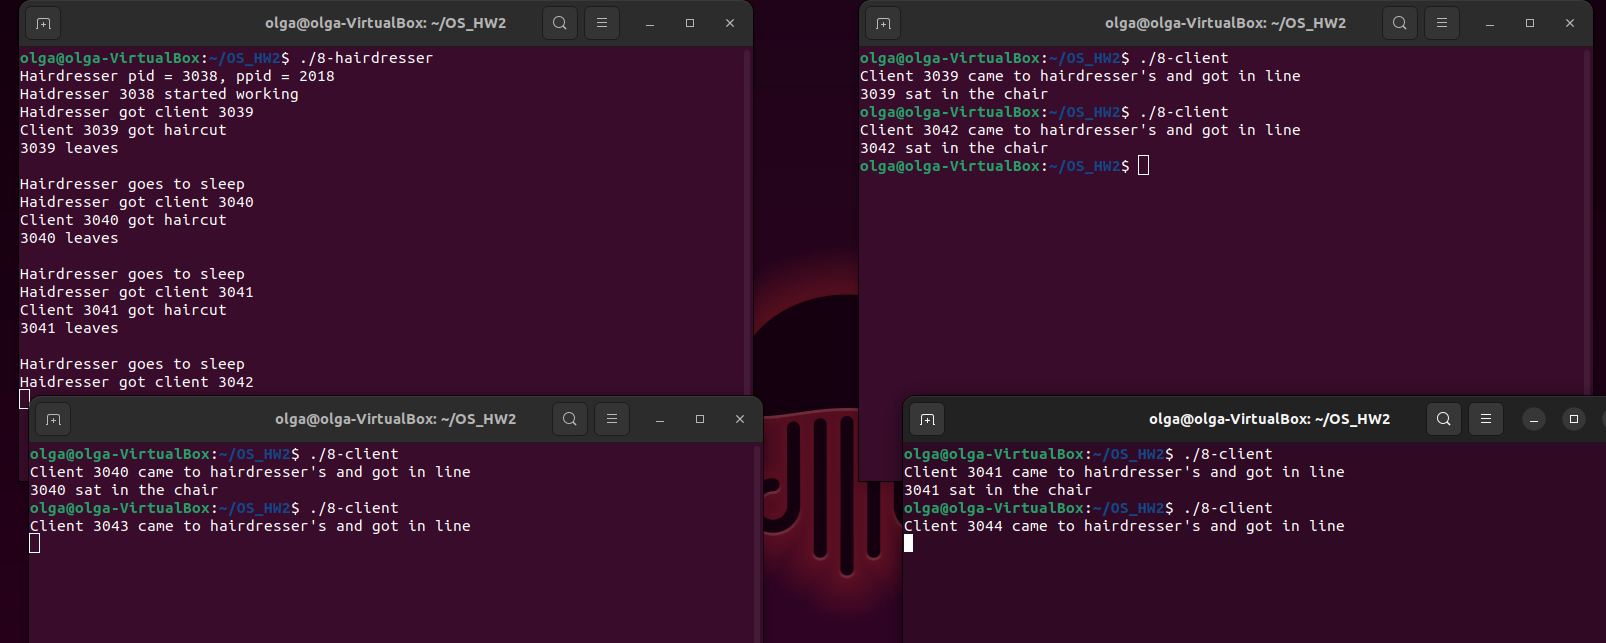 olga@olga-VirtualBox: ~/OS_HW2
olga@olga-VirtualBox:~/OS_HW2$ ./8-hairdresser
Hairdresser pid = 3038, ppid = 2018
Haidresser 3038 started working
Haidresser got client 3039
Client 3039 got haircut
3039 leaves
Hairdresser goes to sleep
Haidresser got client 3040
Client 3040 got haircut
3040 leaves
Hairdresser goes to sleep
Haidresser got client 3041
Client 3041 got haircut
3041 leaves
Hairdresser goes to sleep
Haidresser got client 3042
olga@olga-VirtualBox: ~/OS_HW2
olga@olga-VirtualBox:~/OS_HW2$ ./8-client
Client 3039 came to hairdresser's and got in line
3039 sat in the chair
olga@olga-VirtualBox:~/OS_HW2$ ./8-client
Client 3042 came to hairdresser's and got in line
3042 sat in the chair
olga@olga-VirtualBox:~/OS_HW2$
olga@olga-VirtualBox: ~/OS_HW2
olga@olga-VirtualBox:~/OS_HW2$ ./8-client
Client 3040 came to hairdresser's and got in line
3040 sat in the chair
olga@olga-VirtualBox:~/OS_HW2$ ./8-client
Client 3043 came to hairdresser's and got in line
olga@olga-VirtualBox: ~/OS_HW2
olga@olga-VirtualBox:~/OS_HW2$ ./8-client
Client 3041 came to hairdresser's and got in line
3041 sat in the chair
olga@olga-VirtualBox:~/OS_HW2$ ./8-client
Client 3044 came to hairdresser's and got in line